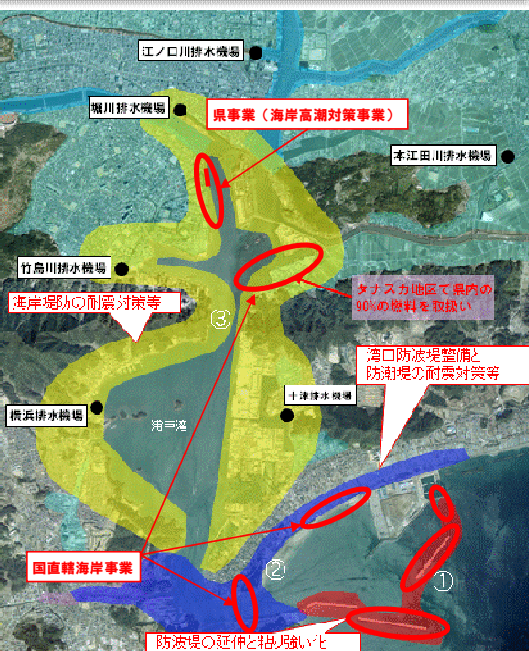 江ノ口川排水機場
堀川排水機場
県事業（海岸高潮対策事業）
本江田川排水機場
竹島川排水機場
海岸堤防の耐震対策等
タナスカ地区で県内の
90%の燃料を取扱い
③
湾口防波堤整備と
防潮堤の耐震対策等
十津排水機場
横浜排水機場
浦戸湾
国直轄海岸事業
②
①
防波堤の延伸と粘り強い化